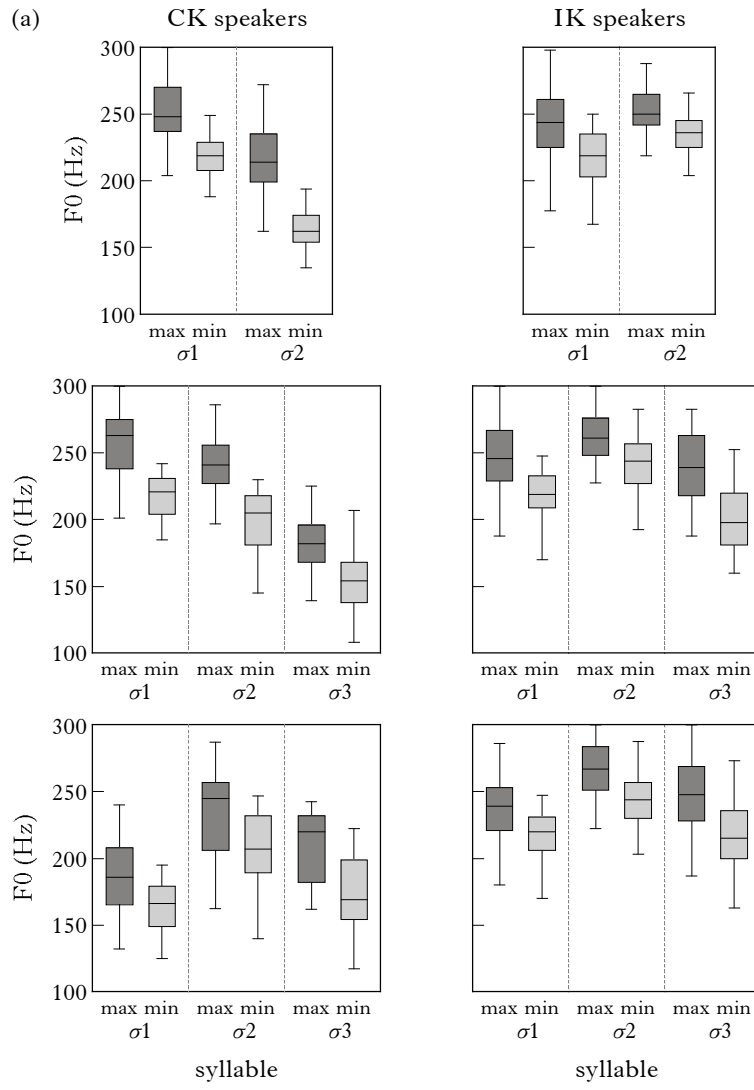 (a) CK speakers IK speakers
300
250
200
150
100
F0 (Hz)
max min max min
σ1 σ2
max min max min
σ1 σ2
300
250
200
150
100
F0 (Hz)
max min max min max min
σ1 σ2 σ3
max min max min max min
σ1 σ2 σ3
300
250
200
150
100
F0 (Hz)
max min max min max min
σ1 σ2 σ3
syllable
max min max min max min
σ1 σ2 σ3
syllable